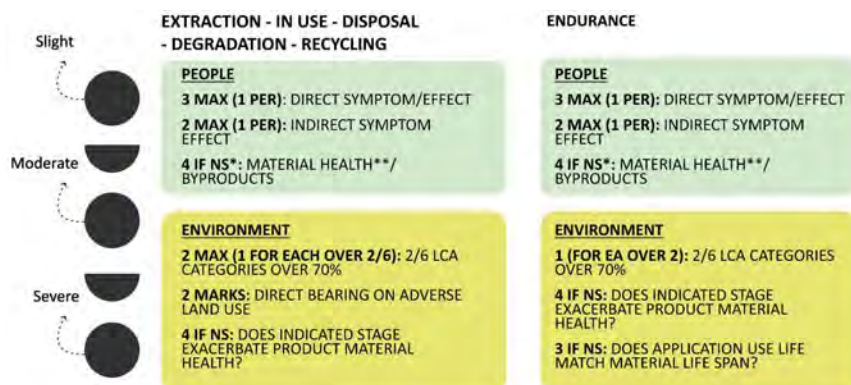 EXTRACTION - IN USE - DISPOSAL
- DEGRADATION - RECYCLING
ENDURANCE
Slight
Moderate
Severe
PEOPLE
3 MAX (1 PER): DIRECT SYMPTOM/EFFECT
2 MAX (1 PER): INDIRECT SYMPTOM
EFFECT
4 IF NS*: MATERIAL HEALTH**/
BYPRODUCTS
ENVIRONMENT
2 MAX (1 FOR EACH OVER 2/6): 2/6 LCA
CATEGORIES OVER 70%
2 MARKS: DIRECT BEARING ON ADVERSE
LAND USE
4 IF NS: DOES INDICATED STAGE
EXACERBATE PRODUCT MATERIAL
HEALTH?
PEOPLE
3 MAX (1 PER): DIRECT SYMPTOM/EFFECT
2 MAX (1 PER): INDIRECT SYMPTOM
EFFECT
4 IF NS*: MATERIAL HEALTH**/
BYPRODUCTS
ENVIRONMENT
1 (FOR EA OVER 2): 2/6 LCA CATEGORIES
OVER 70%
4 IF NS: DOES INDICATED STAGE
EXACERBATE PRODUCT MATERIAL
HEALTH?
3 IF NS: DOES APPLICATION USE LIFE
MATCH MATERIAL LIFE SPAN?